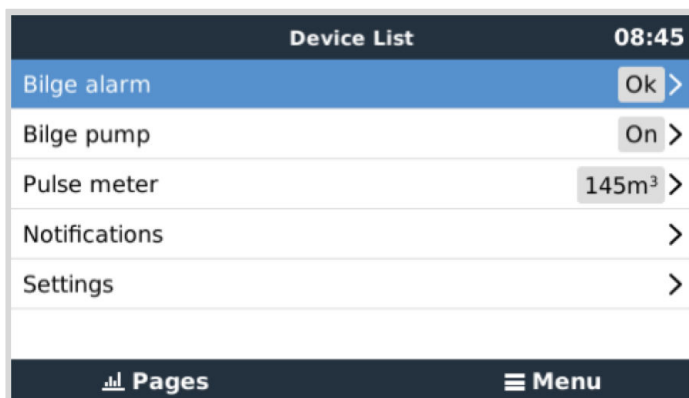 Device List 08:45
Bilge alarm Ok
Bilge pump On
Pulse meter 145m³
Notifications
Settings
Pages Menu